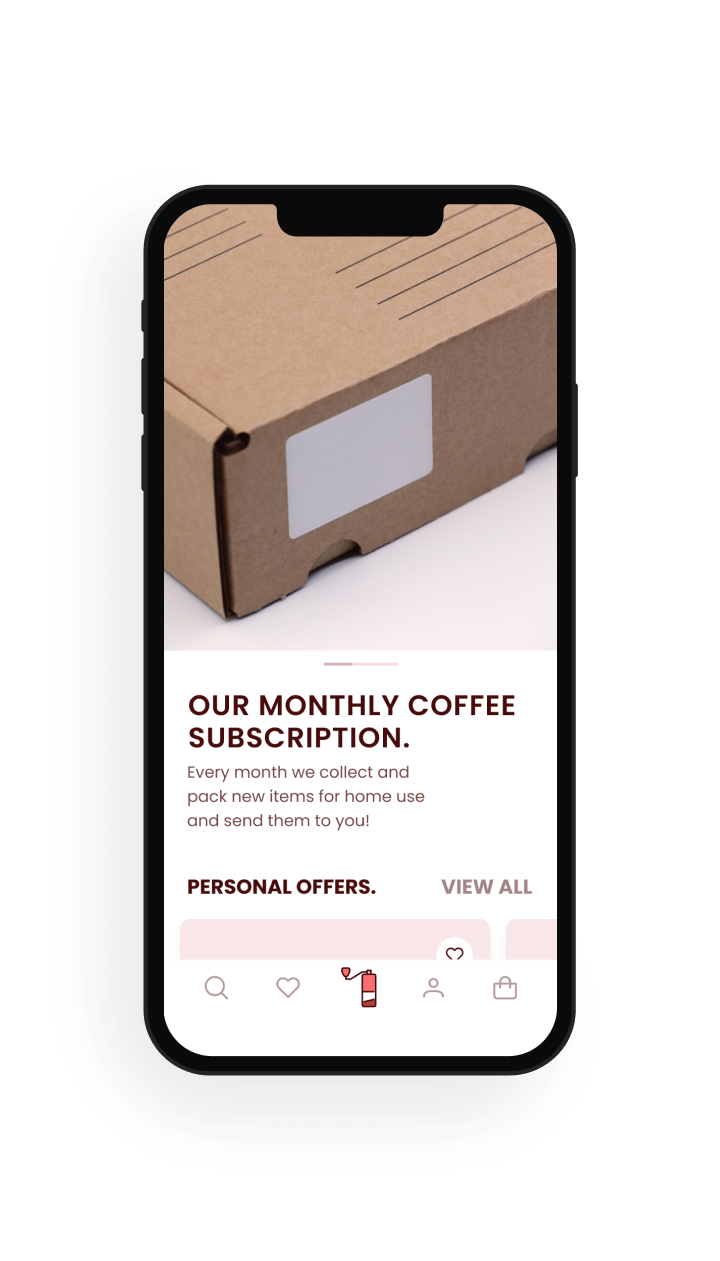 OUR MONTHLY COFFEE
SUBSCRIPTION.
Every month we collect and
pack new items for home use
and send them to you!
PERSONAL OFFERS.
VIEW ALL